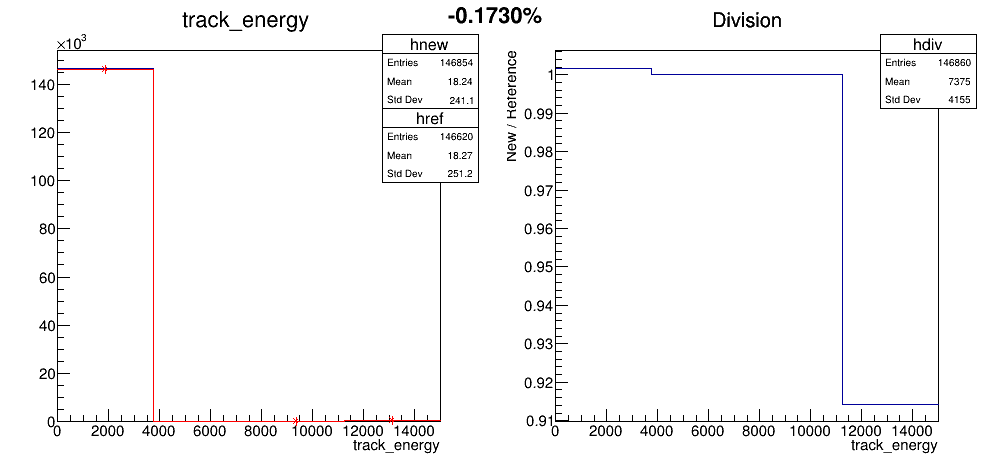 -0.1730%
track_energy
×10³
140
120
100
80
60
40
20
0
0 2000 4000 6000 8000 10000 12000 14000
track_energy
hnew
Entries 146854
Mean 18.24
Std Dev 241.1
href
Entries 146620
Mean 18.27
Std Dev 251.2
Division
New / Reference
1
0.99
0.98
0.97
0.96
0.95
0.94
0.93
0.92
0.91
0 2000 4000 6000 8000 10000 12000 14000
track_energy
hdiv
Entries 146860
Mean 7375
Std Dev 4155